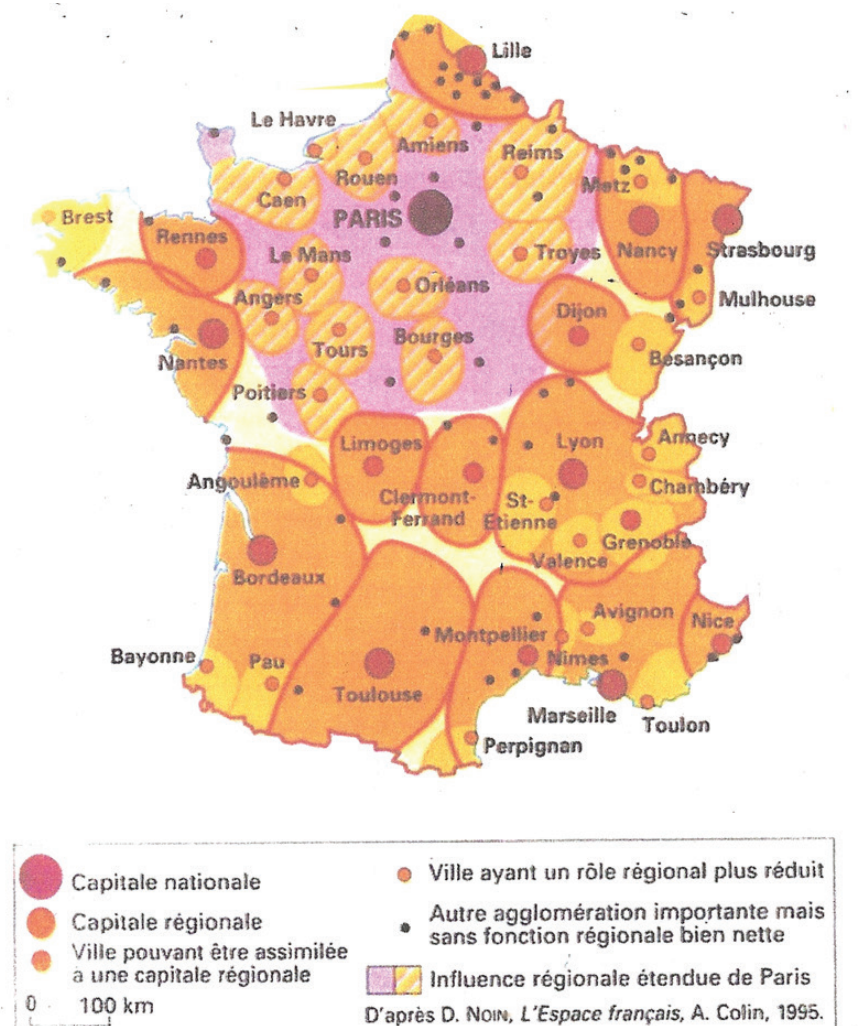 Lille
Le Havre
Amiens
Reims
Rouen
Metz
Caen
PARIS
Brest
Rennes
Nancy
Strasbourg
Le Mans
Troyes
Orléans
Angers
Mulhouse
Dijon
Bourges
Nantes
Tours
Besançon
Poitiers
Limoges
Lyon
Annecy
Angoulême
Clermont-
Ferrand
St-
Etienne
Chambéry
Grenoble
Valence
Bordeaux
Avignon
Nice
Montpellier
Bayonne
Pau
Nîmes
Toulouse
Marseille
Toulon
Perpignan
Capitale nationale
Capitale régionale
Ville pouvant être assimilée
à une capitale régionale
0 100 km
Ville ayant un rôle régional plus réduit
Autre agglomération importante mais
sans fonction régionale bien nette
Influence régionale étendue de Paris
D'après D. NOIN, L'Espace français, A. Colin, 1995.